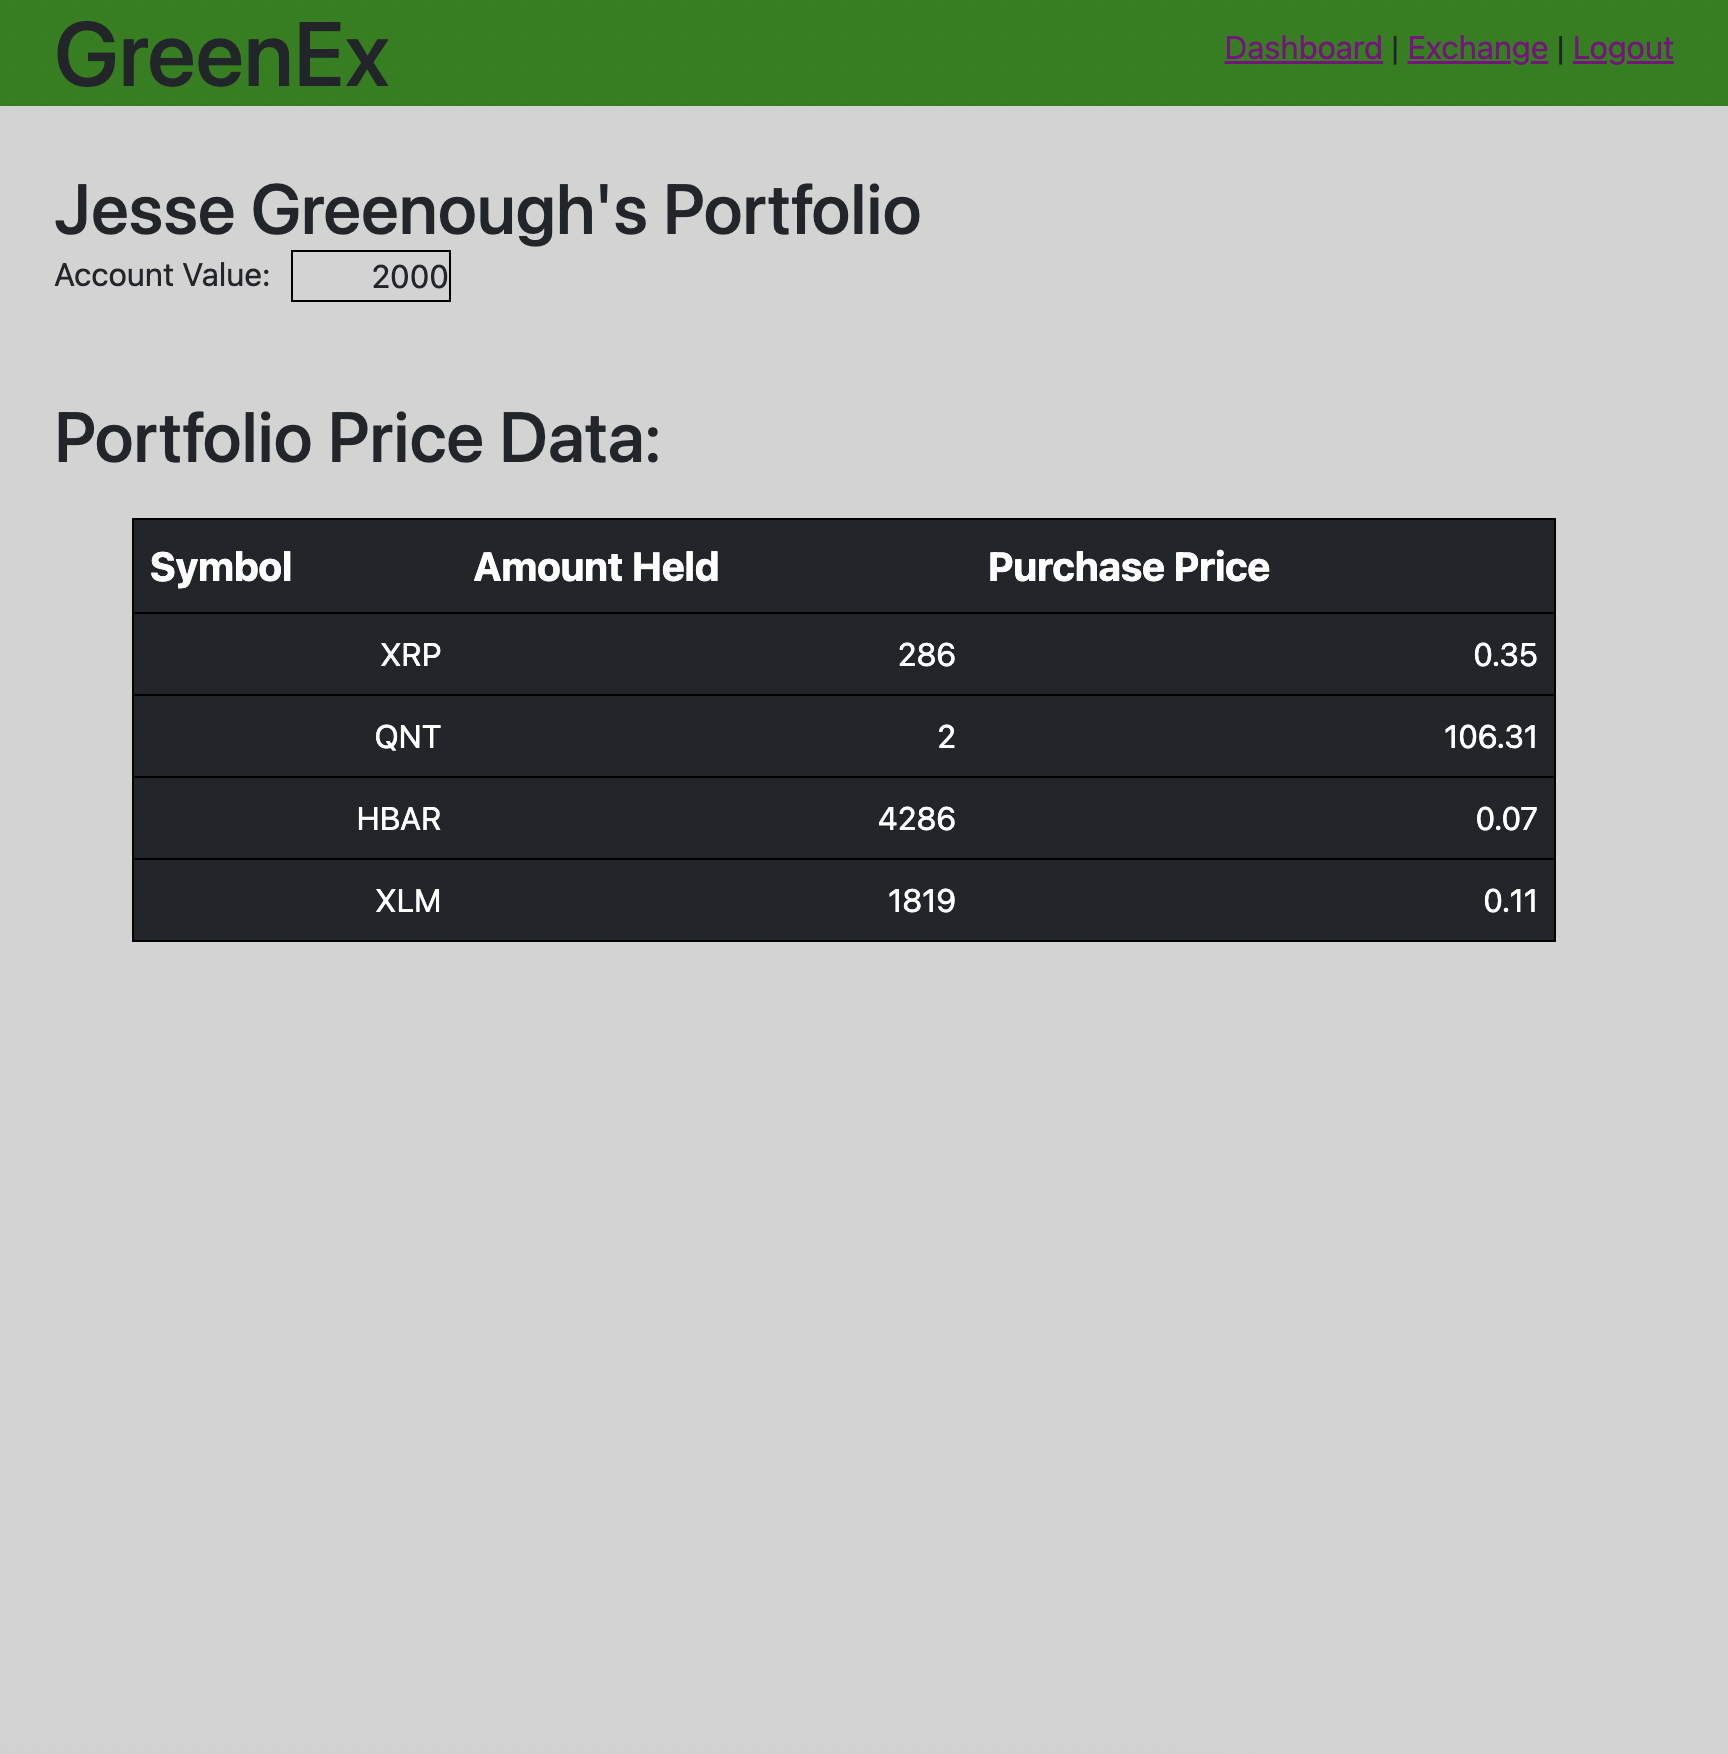 GreenEx
Dashboard | Exchange | Logout
Jesse Greenough's Portfolio
Account Value: 2000
Portfolio Price Data:
Symbol Amount Held Purchase Price
XRP 286 0.35
QNT 2 106.31
HBAR 4286 0.07
XLM 1819 0.11